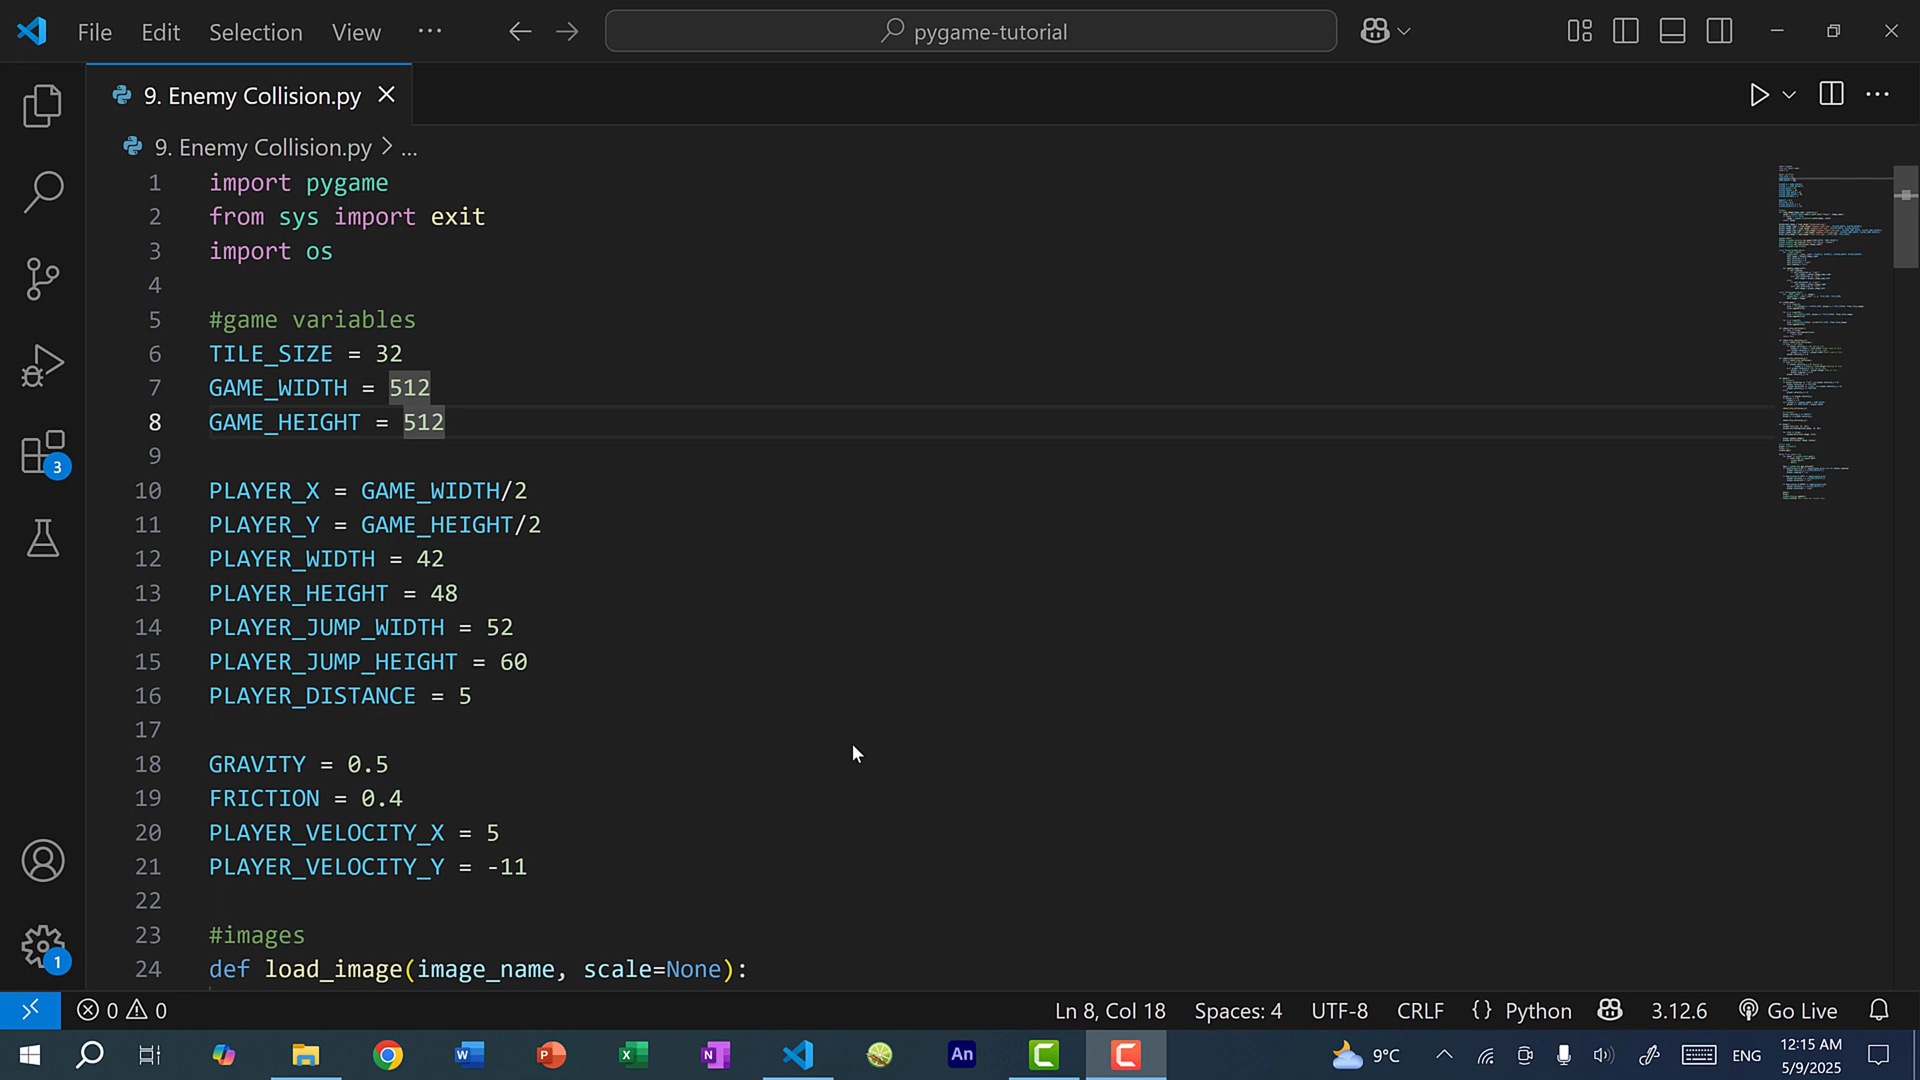 File Edit Selection View ...
pygame-tutorial
9. Enemy Collision.py
9. Enemy Collision.py > ...
1 import pygame
2 from sys import exit
3 import os
4
5 #game variables
6 TILE_SIZE = 32
7 GAME_WIDTH = 512
8 GAME_HEIGHT = 512
9
10 PLAYER_X = GAME_WIDTH/2
11 PLAYER_Y = GAME_HEIGHT/2
12 PLAYER_WIDTH = 42
13 PLAYER_HEIGHT = 48
14 PLAYER_JUMP_WIDTH = 52
15 PLAYER_JUMP_HEIGHT = 60
16 PLAYER_DISTANCE = 5
17
18 GRAVITY = 0.5
19 FRICTION = 0.4
20 PLAYER_VELOCITY_X = 5
21 PLAYER_VELOCITY_Y = -11
22
23 #images
24 def load_image(image_name, scale=None):
3
1
0 0 Ln 8, Col 18 Spaces: 4 UTF-8 CRLF {} Python 3.12.6 Go Live
W P X N An C C 9°C ENG 12:15 AM
5/9/2025